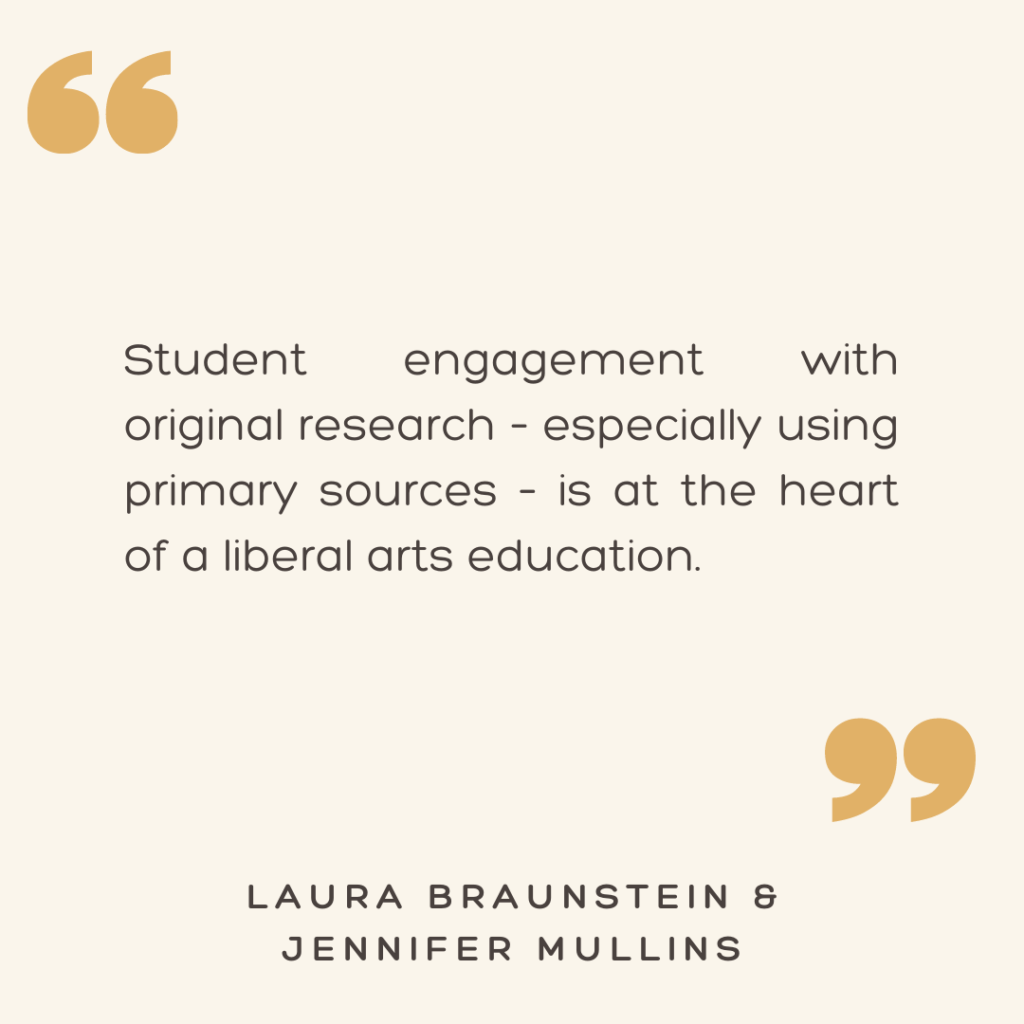 “
Student engagement with
original research - especially using
primary sources - is at the heart
of a liberal arts education.
”
LAURA BRAUNSTEIN &
JENNIFER MULLINS